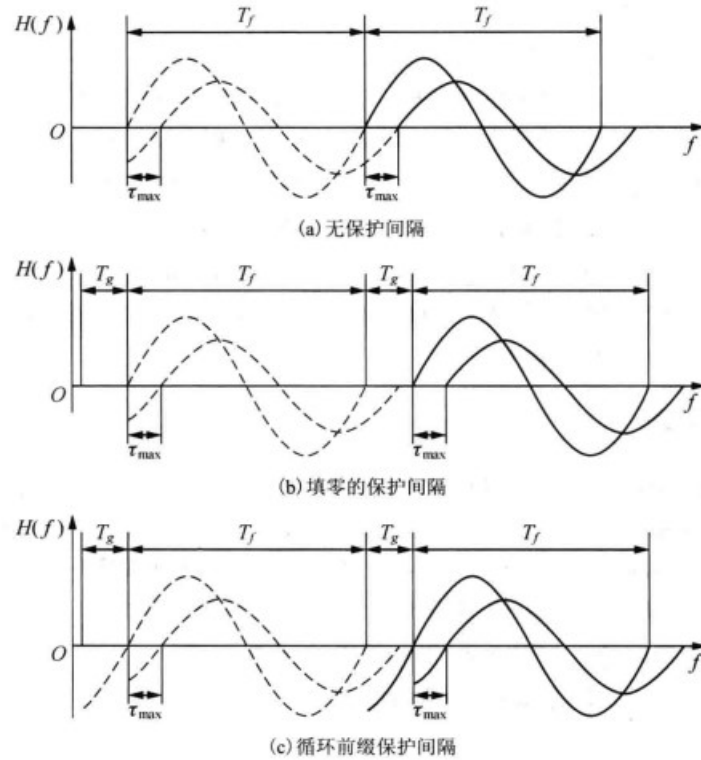 H(f) T_f T_f
O f
τ_max τ_max
(a)无保护间隔
H(f) T_g T_f T_g T_f
O f
τ_max τ_max
(b)填零的保护间隔
H(f) T_g T_f T_g T_f
O f
τ_max τ_max
(c)循环前缀保护间隔